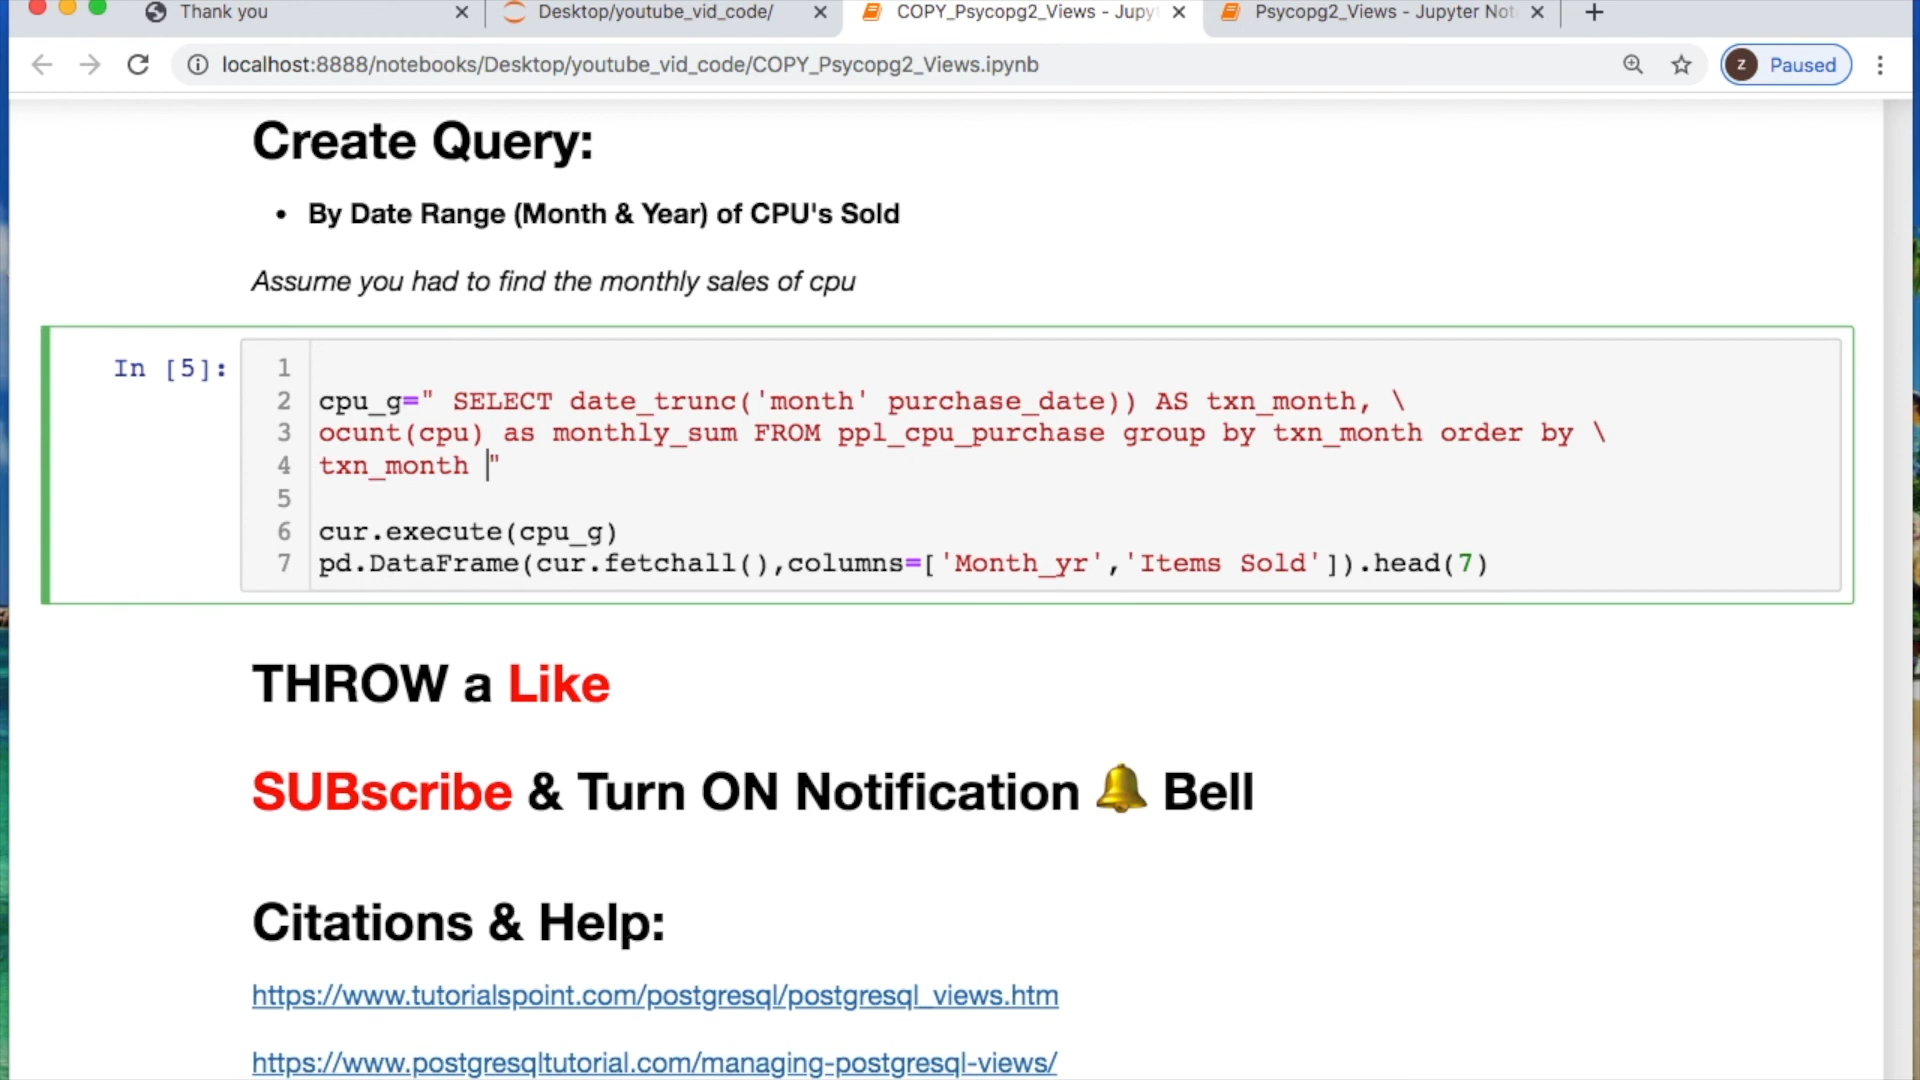 Thank you
Desktop/youtube_vid_code/
COPY_Psycopg2_Views - Jupyt
Psycopg2_Views - Jupyter Not
localhost:8888/notebooks/Desktop/youtube_vid_code/COPY_Psycopg2_Views.ipynb
z Paused
Create Query:
• By Date Range (Month & Year) of CPU's Sold
Assume you had to find the monthly sales of cpu
In [5]:
1
2 cpu_g=" SELECT date_trunc('month' purchase_date)) AS txn_month, \
3 ocunt(cpu) as monthly_sum FROM ppl_cpu_purchase group by txn_month order by \
4 txn_month "
5
6 cur.execute(cpu_g)
7 pd.DataFrame(cur.fetchall(),columns=['Month_yr','Items Sold']).head(7)
THROW a Like
SUBscribe & Turn ON Notification 🔔 Bell
Citations & Help:
https://www.tutorialspoint.com/postgresql/postgresql_views.htm
https://www.postgresqltutorial.com/managing-postgresql-views/